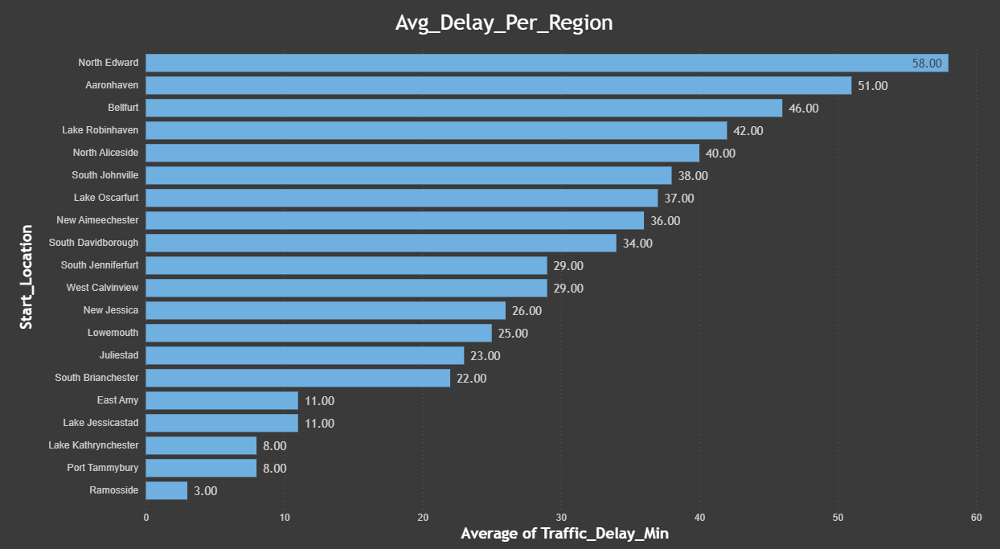 Avg_Delay_Per_Region
Start_Location
North Edward 58.00
Aaronhaven 51.00
Bellfurt 46.00
Lake Robinhaven 42.00
North Aliceside 40.00
South Johnville 38.00
Lake Oscarfurt 37.00
New Aimeechester 36.00
South Davidborough 34.00
South Jenniferfurt 29.00
West Calvinview 29.00
New Jessica 26.00
Lowemouth 25.00
Juliestad 23.00
South Brianchester 22.00
East Amy 11.00
Lake Jessicastad 11.00
Lake Kathrynchester 8.00
Port Tammybury 8.00
Ramosside 3.00
0 10 20 30 40 50 60
Average of Traffic_Delay_Min